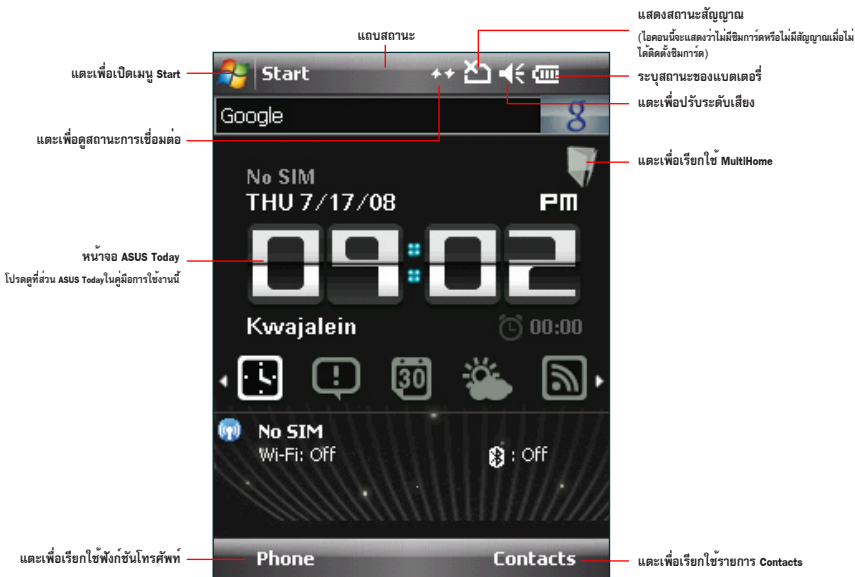 แสดงสถานะสัญญาณ
(ไอคอนนี้จะแสดงว่าไม่มีซิมการ์ดหรือไม่มีสัญญาณเมื่อไม่
ได้ติดตั้งซิมการ์ด)
แถบสถานะ
แตะเพื่อเปิดเมนู Start
Start
ระบุสถานะของแบตเตอรี่
แตะเพื่อปรับระดับเสียง
Google
g
แตะเพื่อดูสถานะการเชื่อมต่อ
แตะเพื่อเรียกใช้ MultiHome
No SIM
THU 7/17/08
PM
09:02
หน้าจอ ASUS Today
โปรดดูที่ส่วน ASUS Todayในคู่มือการใช้งานนี้
Kwajalein
00:00
30
No SIM
Wi-Fi: Off
: Off
แตะเพื่อเรียกใช้ฟังก์ชันโทรศัพท์
Phone
Contacts
แตะเพื่อเรียกใช้รายการ Contacts